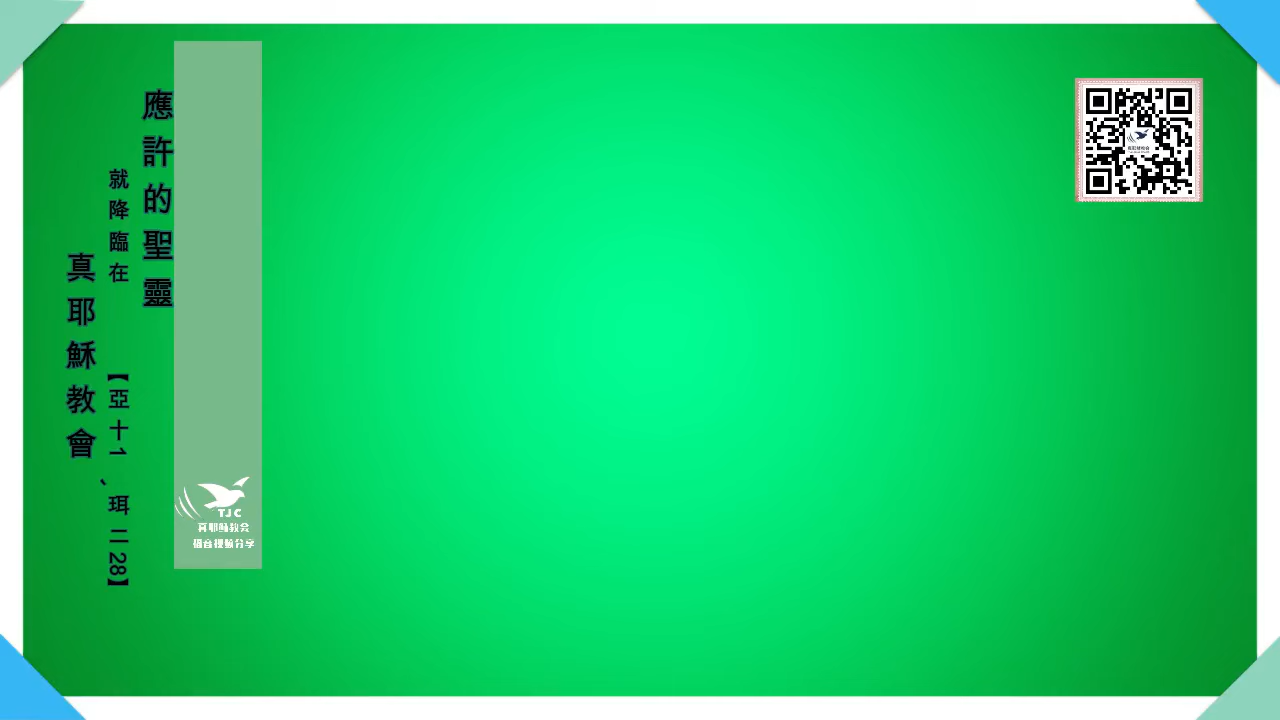 應許的聖靈
就降臨在
真耶穌教會
【亞十1、珥二28】
TJC
真耶穌教会
福音視頻分享